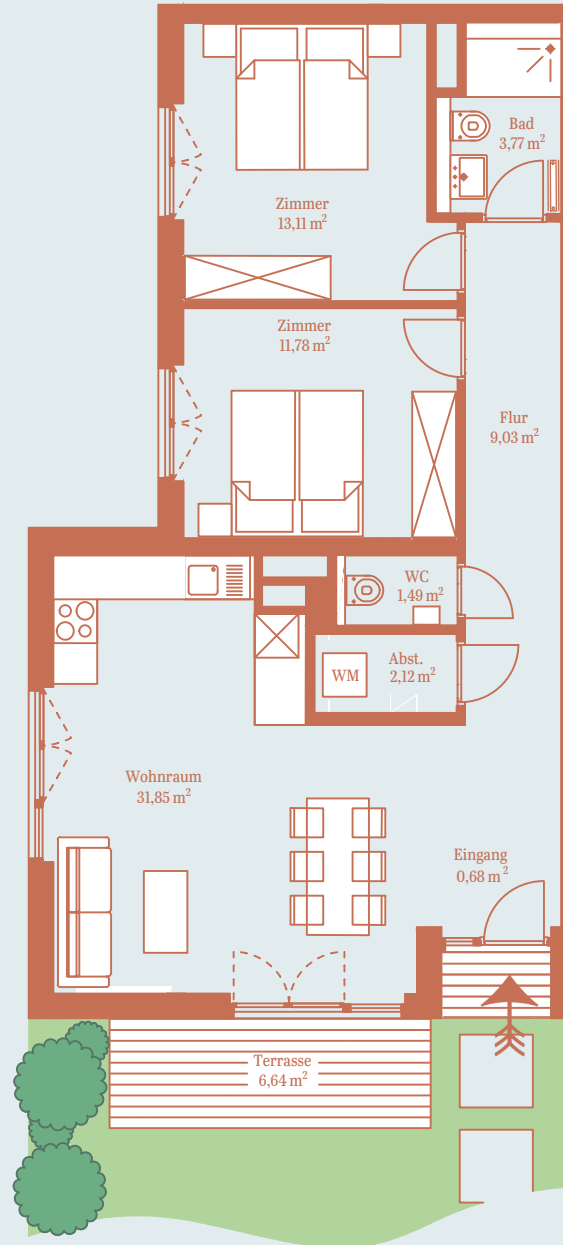 Bad
3,77 m²
Zimmer
13,11 m²
Zimmer
11,78 m²
Flur
9,03 m²
WC
1,49 m²
Abst.
2,12 m²
WM
Wohnraum
31,85 m²
Eingang
0,68 m²
Terrasse
6,64 m²